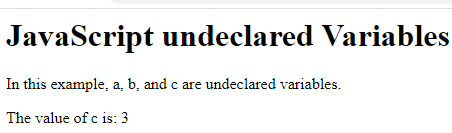 JavaScript undeclared Variables
In this example, a, b, and c are undeclared variables.
The value of c is: 3